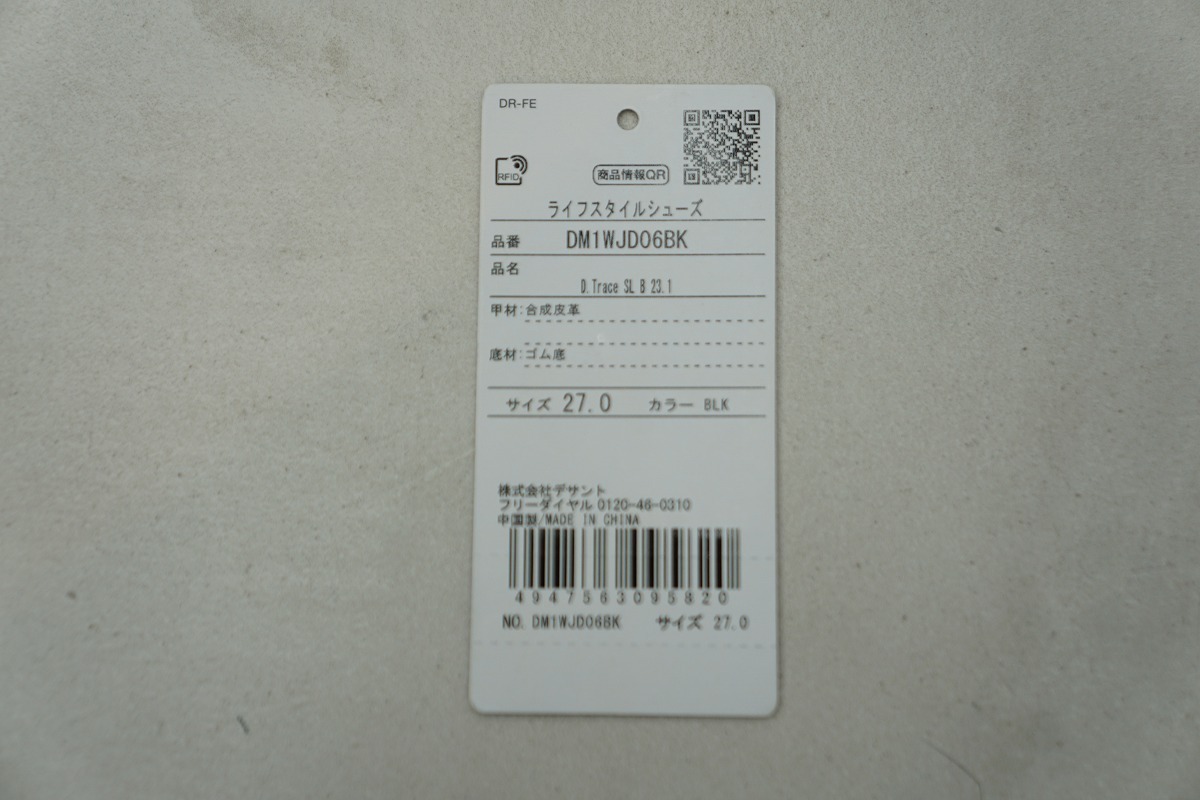 DR-FE
RFID
商品情報QR
ライフスタイルシューズ
品番 DM1WJD06BK
品名
D.Trace SL B 23.1
甲材:合成皮革
底材:ゴム底
サイズ 27.0 カラー BLK
株式会社デサント
フリーダイヤル 0120-46-0310
中国製/MADE IN CHINA
4947563095820
NO. DM1WJD06BK サイズ 27.0